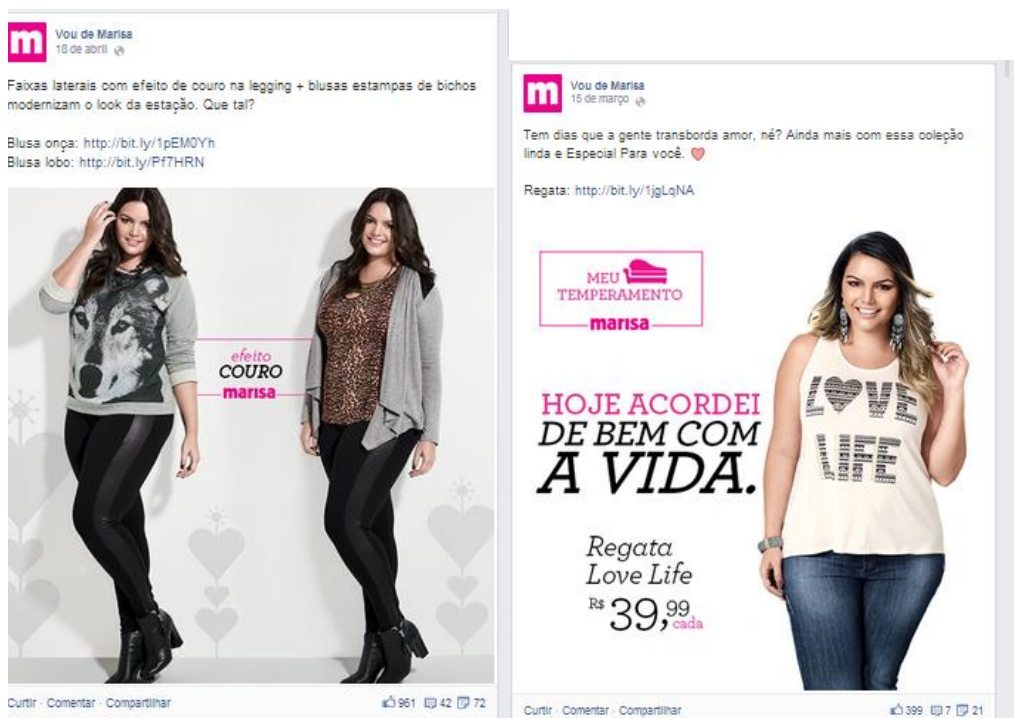 m
Vou de Marisa
18 de abril
Faixas laterais com efeito de couro na legging + blusas estampas de bichos
modernizam o look da estação. Que tal?
Blusa onça: http://bit.ly/1pEM0Yh
Blusa lobo: http://bit.ly/Pf7HRN
efeito
COURO
marisa
Curtir · Comentar · Compartilhar
961 42 72
m
Vou de Marisa
15 de março
Tem dias que a gente transborda amor, né? Ainda mais com essa coleção
linda e Especial Para você.
Regata: http://bit.ly/1jgLqNA
MEU
TEMPERAMENTO
marisa
HOJE ACORDEI
DE BEM COM
A VIDA.
Regata
Love Life
R$ 39,99
cada
LOVE
LIFE
Curtir · Comentar · Compartilhar
399 7 21